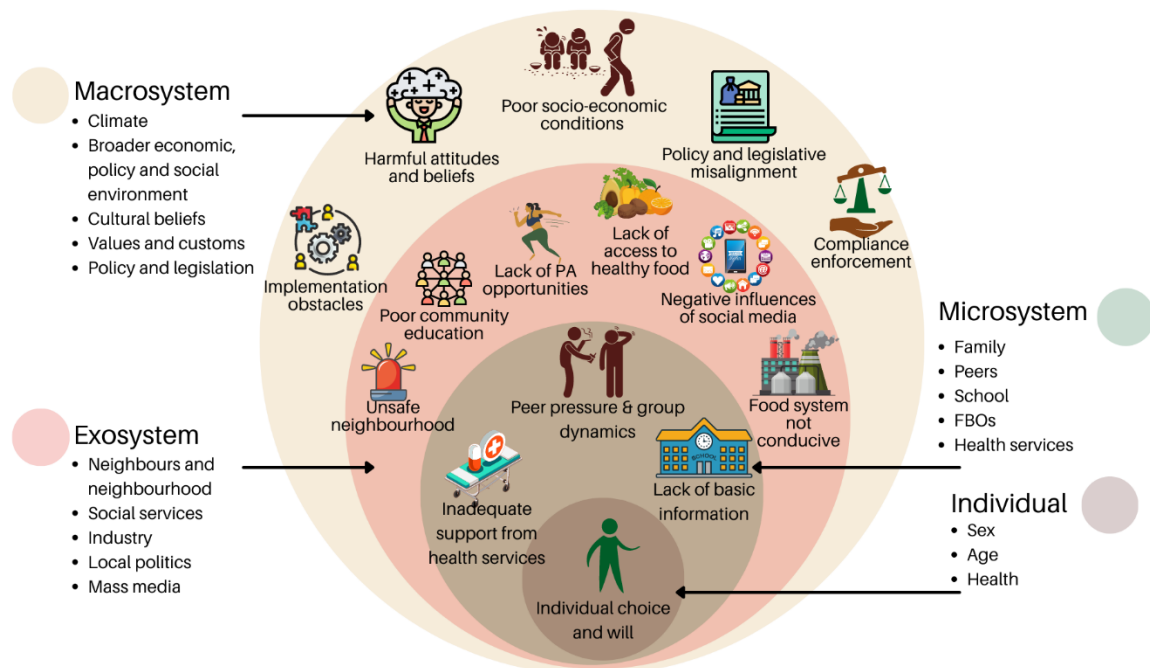 Macrosystem
• Climate
• Broader economic,
policy and social
environment
• Cultural beliefs
• Values and customs
• Policy and legislation
Exosystem
• Neighbours and
neighbourhood
• Social services
• Industry
• Local politics
• Mass media
Poor socio-economic
conditions
Harmful attitudes
and beliefs
Policy and legislative
misalignment
Compliance
enforcement
Implementation
obstacles
Lack of PA
opportunities
Lack of
access to
healthy food
Poor community
education
Negative influences
of social media
Unsafe
neighbourhood
Food system
not
conducive
Peer pressure & group
dynamics
SCHOOL
Inadequate
support from
health services
Lack of basic
information
Individual choice
and will
Microsystem
• Family
• Peers
• School
• FBOs
• Health services
Individual
• Sex
• Age
• Health